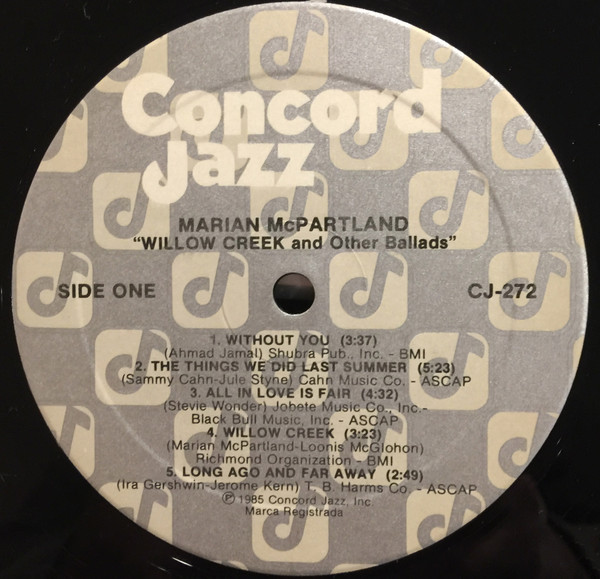 Concord
Jazz
MARIAN McPARTLAND
"WILLOW CREEK and Other Ballads"
SIDE ONE
CJ-272
1. WITHOUT YOU (3:37)
(Ahmad Jamal) Shubra Pub., Inc. - BMI
2. THE THINGS WE DID LAST SUMMER (5:23)
(Sammy Cahn-Jule Styne) Cahn Music Co. - ASCAP
3. ALL IN LOVE IS FAIR (4:32)
(Stevie Wonder) Jobete Music Co., Inc.-
Black Bull Music, Inc. - ASCAP
4. WILLOW CREEK (3:23)
(Marian McPartland-Loonis McGlohon)
Richmond Organization - BMI
5. LONG AGO AND FAR AWAY (2:49)
(Ira Gershwin-Jerome Kern) T. B. Harms Co. - ASCAP
℗ 1985 Concord Jazz, Inc.
Marca Registrada